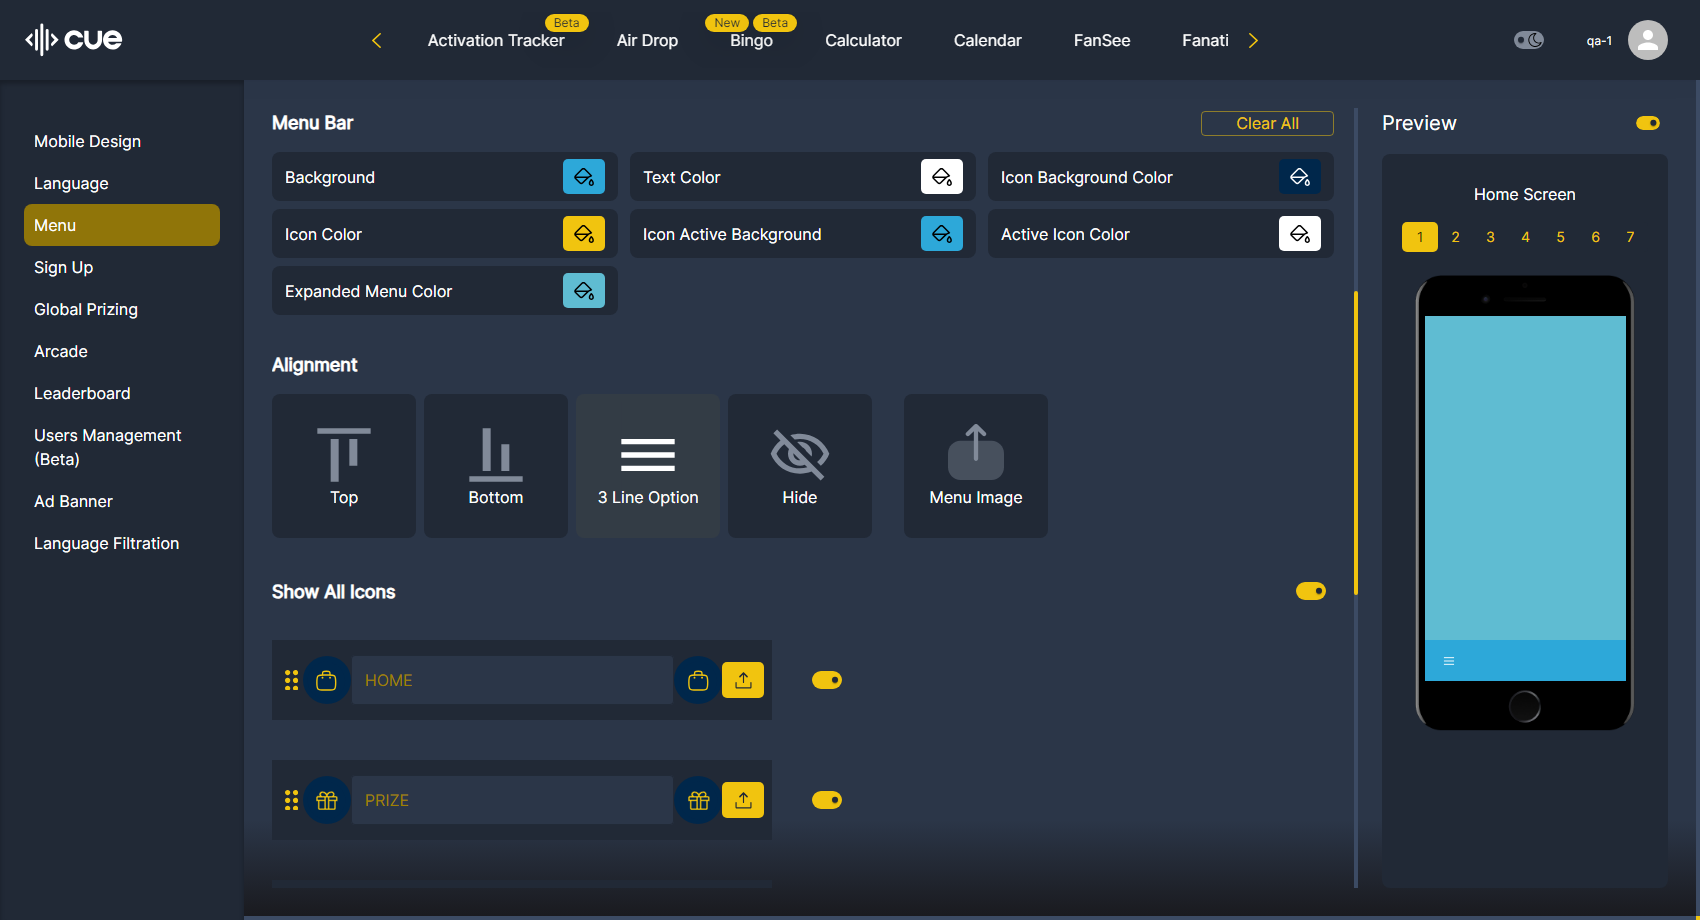 cue
Activation Tracker
Beta
Air Drop
Bingo
New
Beta
Calculator
Calendar
FanSee
Fanati
qa-1
Mobile Design
Language
Menu
Sign Up
Global Prizing
Arcade
Leaderboard
Users Management
(Beta)
Ad Banner
Language Filtration
Menu Bar
Clear All
Background
Text Color
Icon Background Color
Icon Color
Icon Active Background
Active Icon Color
Expanded Menu Color
Alignment
Top
Bottom
3 Line Option
Hide
Menu Image
Show All Icons
HOME
PRIZE
Preview
Home Screen
1 2 3 4 5 6 7